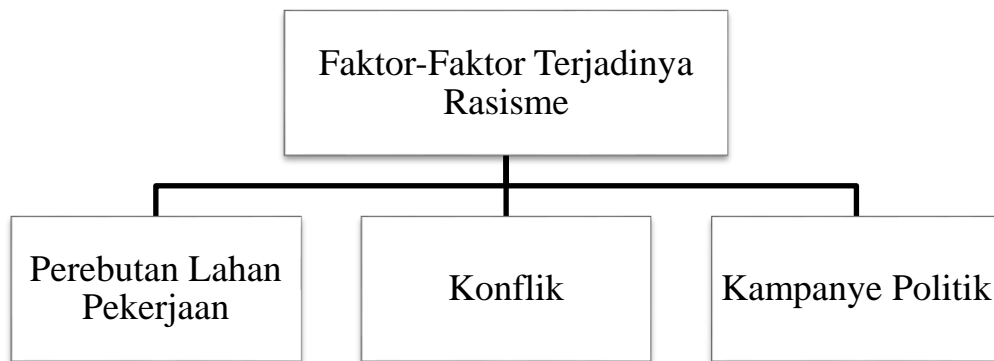 Faktor-Faktor Terjadinya
Rasisme
Perebutan Lahan
Pekerjaan
Konflik
Kampanye Politik